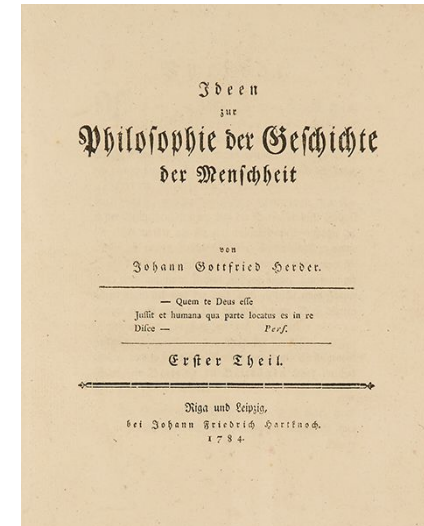 Ideen
zur
Philosophie der Geschichte
der Menschheit
von
Johann Gottfried Herder.
— Quem te Deus esse
Jussit et humana qua parte locatus es in re
Disce — Pers.
Erster Theil.
Riga und Leipzig,
bei Johann Friedrich Hartknoch.
1784.